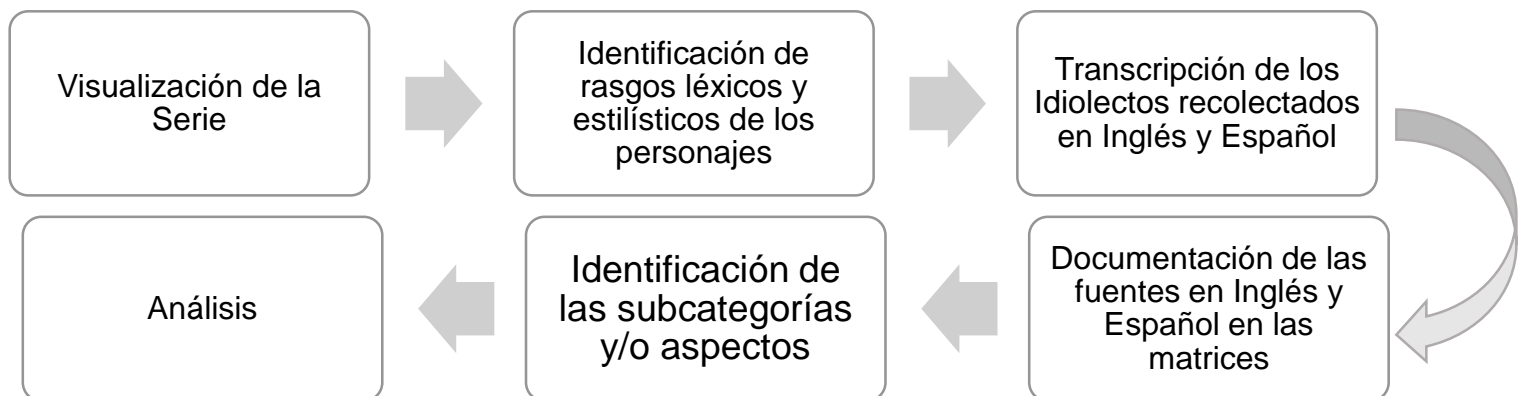 Visualización de la
Serie
Identificación de
rasgos léxicos y
estilísticos de los
personajes
Transcripción de los
Idiolectos recolectados
en Inglés y Español
Documentación de las
fuentes en Inglés y
Español en las
matrices
Identificación de
las subcategorías
y/o aspectos
Análisis